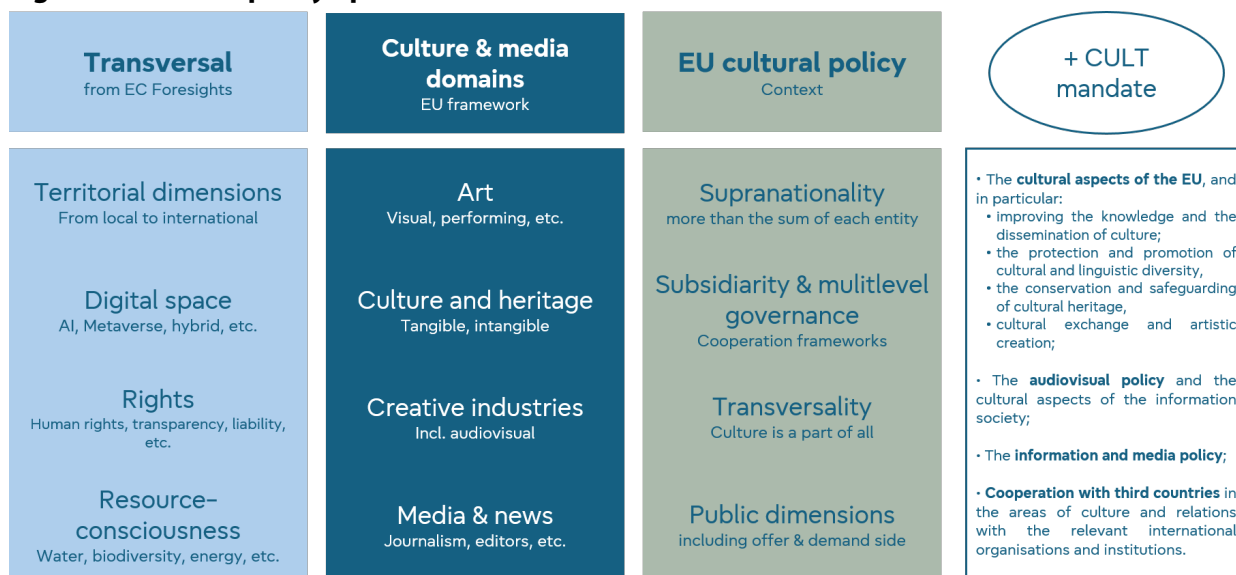 Transversal
from EC Foresights
Culture & media
domains
EU framework
EU cultural policy
Context
+ CULT
mandate
Territorial dimensions
From local to international
Digital space
AI, Metaverse, hybrid, etc.
Rights
Human rights, transparency, liability,
etc.
Resource-
consciousness
Water, biodiversity, energy, etc.
Art
Visual, performing, etc.
Culture and heritage
Tangible, intangible
Creative industries
Incl. audiovisual
Media & news
Journalism, editors, etc.
Supranationality
more than the sum of each entity
Subsidiarity & mulitlevel
governance
Cooperation frameworks
Transversality
Culture is a part of all
Public dimensions
including offer & demand side
• The cultural aspects of the EU, and
in particular:
• improving the knowledge and the
dissemination of culture;
• the protection and promotion of
cultural and linguistic diversity,
• the conservation and safeguarding
of cultural heritage,
• cultural exchange and artistic
creation;
• The audiovisual policy and the
cultural aspects of the information
society;
• The information and media policy;
• Cooperation with third countries in
the areas of culture and relations
with the relevant international
organisations and institutions.